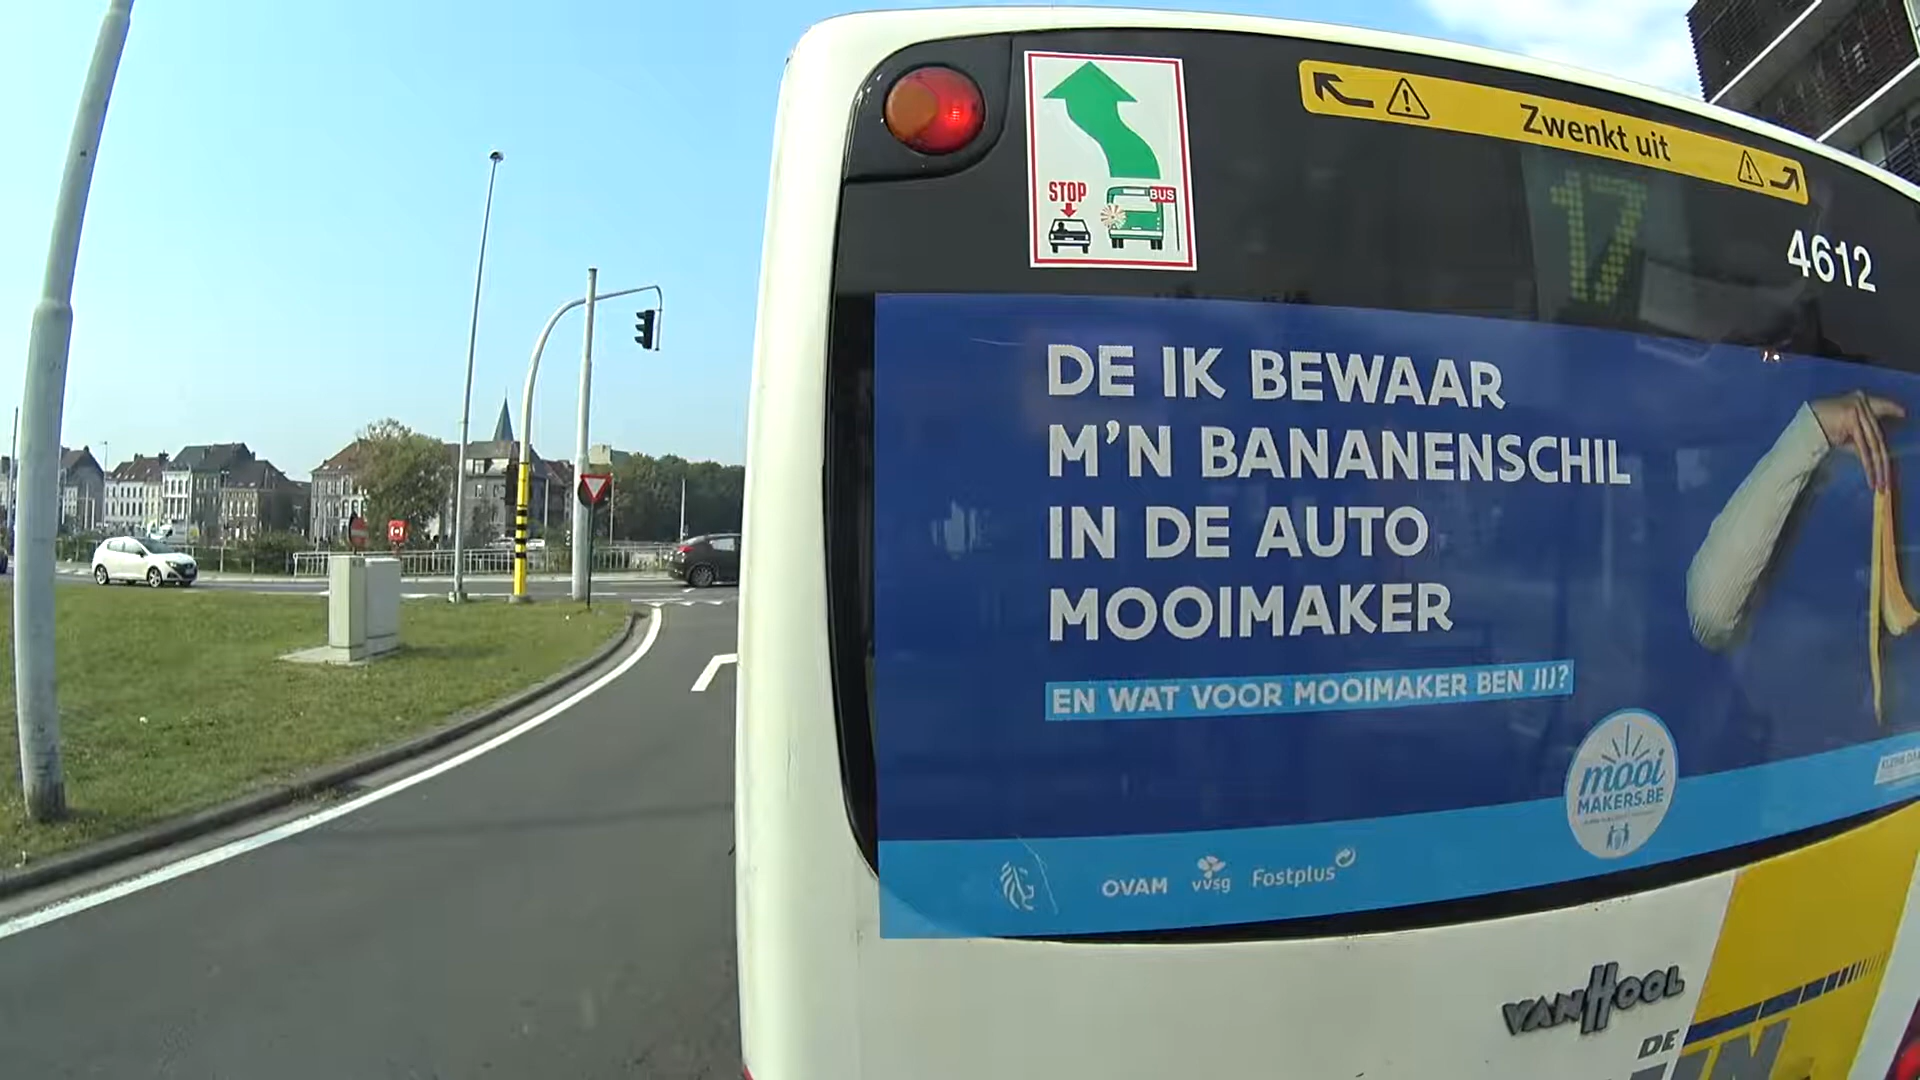 Zwenkt uit
STOP
BUS
17
4612
DE IK BEWAAR
M'N BANANENSCHIL
IN DE AUTO
MOOIMAKER
EN WAT VOOR MOOIMAKER BEN JIJ?
mooi
MAKERS.BE
OVAM
vvsg
Fostplus
VANHOOL
DE